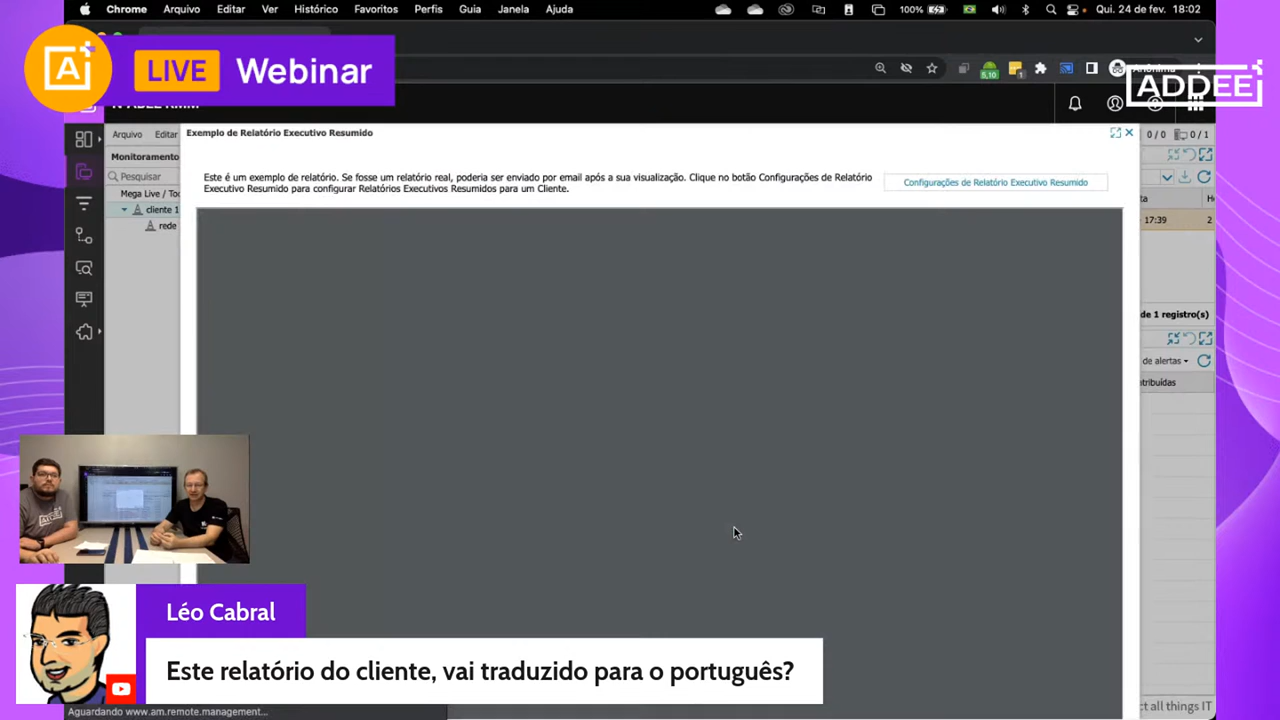 Chrome Arquivo Editar Ver Histórico Favoritos Perfis Guia Janela Ajuda 100% Qui. 24 de fev. 18:02
LIVE Webinar
5,10
1
ADDEE
Arquivo Editar
Exemplo de Relatório Executivo Resumido
0/0 0/1
Monitoramento
Pesquisar
Este é um exemplo de relatório. Se fosse um relatório real, poderia ser enviado por email após a sua visualização. Clique no botão Configurações de Relatório
Executivo Resumido para configurar Relatórios Executivos Resumidos para um Cliente.
Configurações de Relatório Executivo Resumido
Mega Live / Too
cliente 1
rede
17:39 2
de 1 registro(s)
de alertas
tribuídas
Léo Cabral
Este relatório do cliente, vai traduzido para o português?
Aguardando www.am.remote.management...
ct all things IT